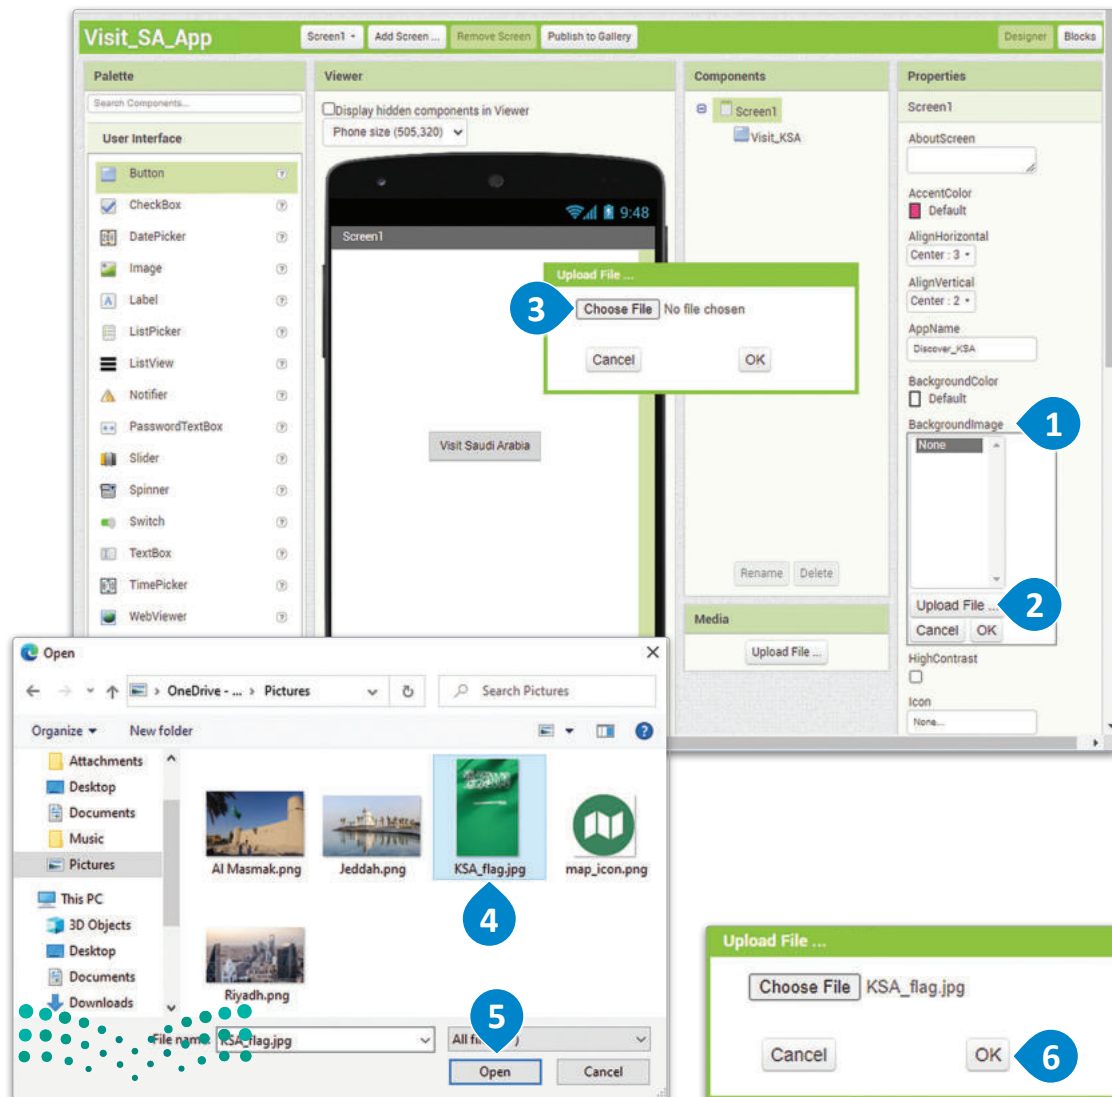 Visit_SA_App
Screen1
Add Screen ...
Remove Screen
Publish to Gallery
Designer
Blocks
Palette
Search Components...
User Interface
Button
CheckBox
DatePicker
Image
Label
ListPicker
ListView
Notifier
PasswordTextBox
Slider
Spinner
Switch
TextBox
TimePicker
WebViewer
Viewer
Display hidden components in Viewer
Phone size (505,320)
9:48
Screen1
Visit Saudi Arabia
Upload File ...
3
Choose File No file chosen
Cancel
OK
Components
Screen1
Visit_KSA
Rename
Delete
Media
Upload File ...
Properties
Screen1
AboutScreen
AccentColor
Default
AlignHorizontal
Center : 3
AlignVertical
Center : 2
AppName
Discover_KSA
BackgroundColor
Default
BackgroundImage
1
None
Upload File ...
2
Cancel
OK
HighContrast
Icon
None...
Open
OneDrive - ... › Pictures
Search Pictures
Organize
New folder
Attachments
Desktop
Documents
Music
Pictures
This PC
3D Objects
Desktop
Documents
Downloads
Al Masmak.png
Jeddah.png
KSA_flag.jpg
map_icon.png
4
Riyadh.png
5
File name: KSA_flag.jpg
Open
Cancel
Upload File ...
Choose File KSA_flag.jpg
Cancel
OK
6